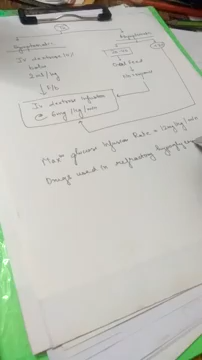 Symptomatic
Iv dextrose 10%
bolus
2 ml/kg
↓ F/b
Iv dextrose infusion
@ 6mg/kg/min
Asymptomatic
Oral Feed
Max^m glucose Infusion Rate = 12mg/kg/min
Drugs used in refractory